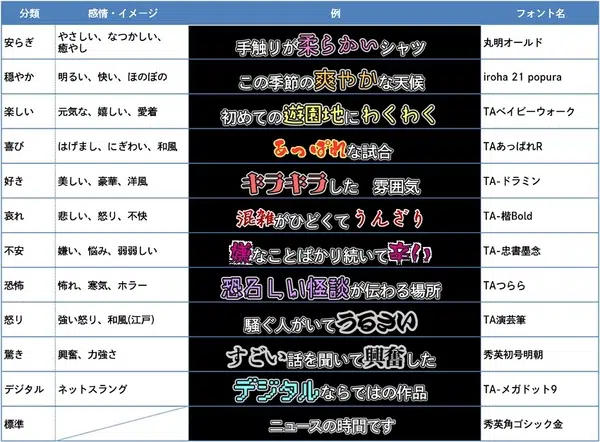 分類 感情・イメージ 例 フォント名
安らぎ やさしい、なつかしい、癒やし 手触りが柔らかいシャツ 丸明オールド
穏やか 明るい、快い、ほのぼの この季節の爽やかな天候 iroha 21 popura
楽しい 元気な、嬉しい、愛着 初めての遊園地にわくわく TAベイビーウォーク
喜び はげまし、にぎわい、和風 あっぱれな試合 TAあっぱれR
好き 美しい、豪華、洋風 キラキラした 雰囲気 TA-ドラミン
哀れ 悲しい、怒り、不快 混雑がひどくてうんざり TA-楷Bold
不安 嫌い、悩み、弱弱しい 嫌なことばかり続いて辛い TA-忠書墨念
恐怖 怖れ、寒気、ホラー 恐ろしい怪談が伝わる場所 TAつらら
怒り 強い怒り、和風(江戸) 騒ぐ人がいてうるさい TA演芸筆
驚き 興奮、力強さ すごい話を聞いて興奮した 秀英初号明朝
デジタル ネットスラング デジタルならではの作品 TA-メガドット9
標準 ニュースの時間です 秀英角ゴシック金